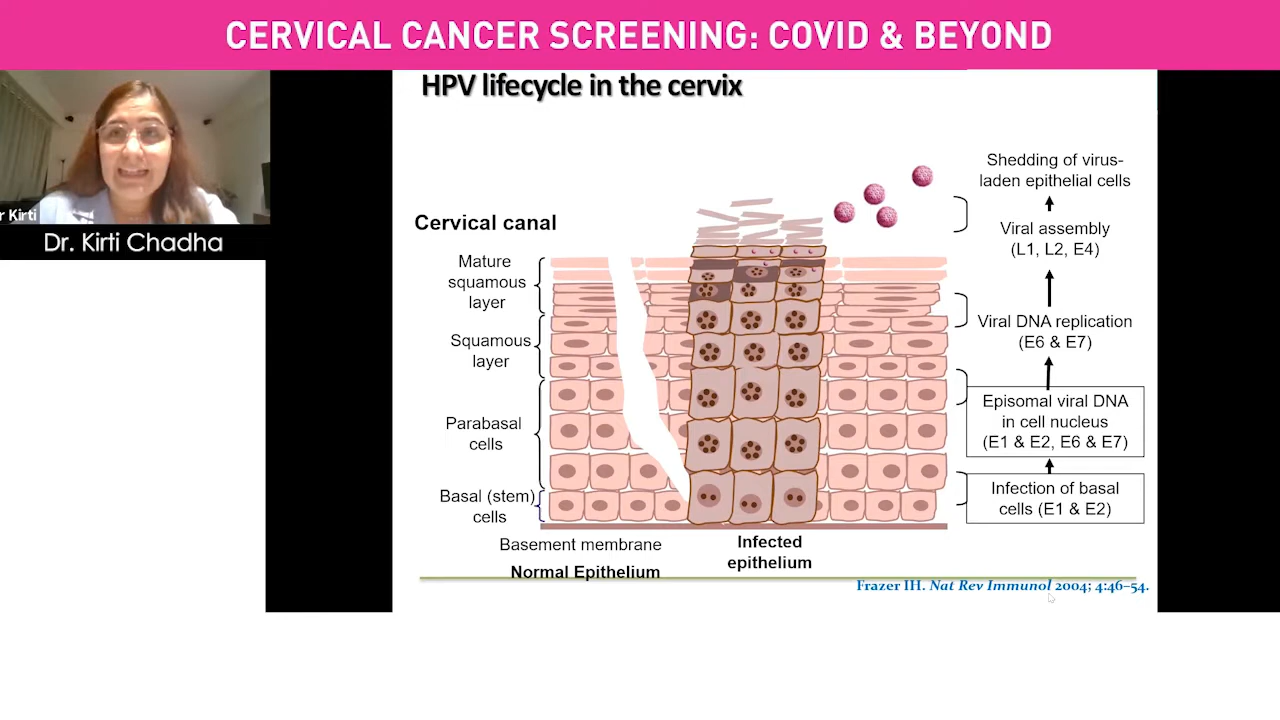 CERVICAL CANCER SCREENING: COVID & BEYOND
r Kirti
Dr. Kirti Chadha
HPV lifecycle in the cervix
Cervical canal
Mature
squamous
layer
Squamous
layer
Parabasal
cells
Basal (stem)
cells
Basement membrane
Normal Epithelium
Infected
epithelium
Shedding of virus-
laden epithelial cells
Viral assembly
(L1, L2, E4)
Viral DNA replication
(E6 & E7)
Episomal viral DNA
in cell nucleus
(E1 & E2, E6 & E7)
Infection of basal
cells (E1 & E2)
Frazer IH. Nat Rev Immunol 2004; 4:46–54.